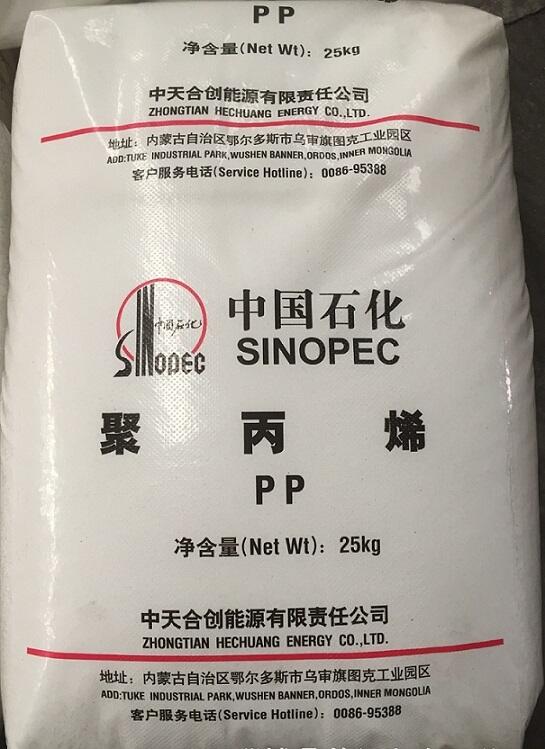 PP
净含量(Net Wt)：25kg
中天合创能源有限责任公司
ZHONGTIAN HECHUANG ENERGY CO.,LTD.
地址：内蒙古自治区鄂尔多斯市乌审旗图克工业园区
ADD:TUKE INDUSTRIAL PARK,WUSHEN BANNER,ORDOS,INNER MONGOLIA
客户服务电话(Service Hotline)：0086-95388
中国石化
SINOPEC
中国石化
SINOPEC
聚丙烯
PP
净含量(Net Wt)：25kg
中天合创能源有限责任公司
ZHONGTIAN HECHUANG ENERGY CO.,LTD.
地址：内蒙古自治区鄂尔多斯市乌审旗图克工业园区
ADD:TUKE INDUSTRIAL PARK,WUSHEN BANNER,ORDOS,INNER MONGOLIA
客户服务电话(Service Hotline)：0086-95388